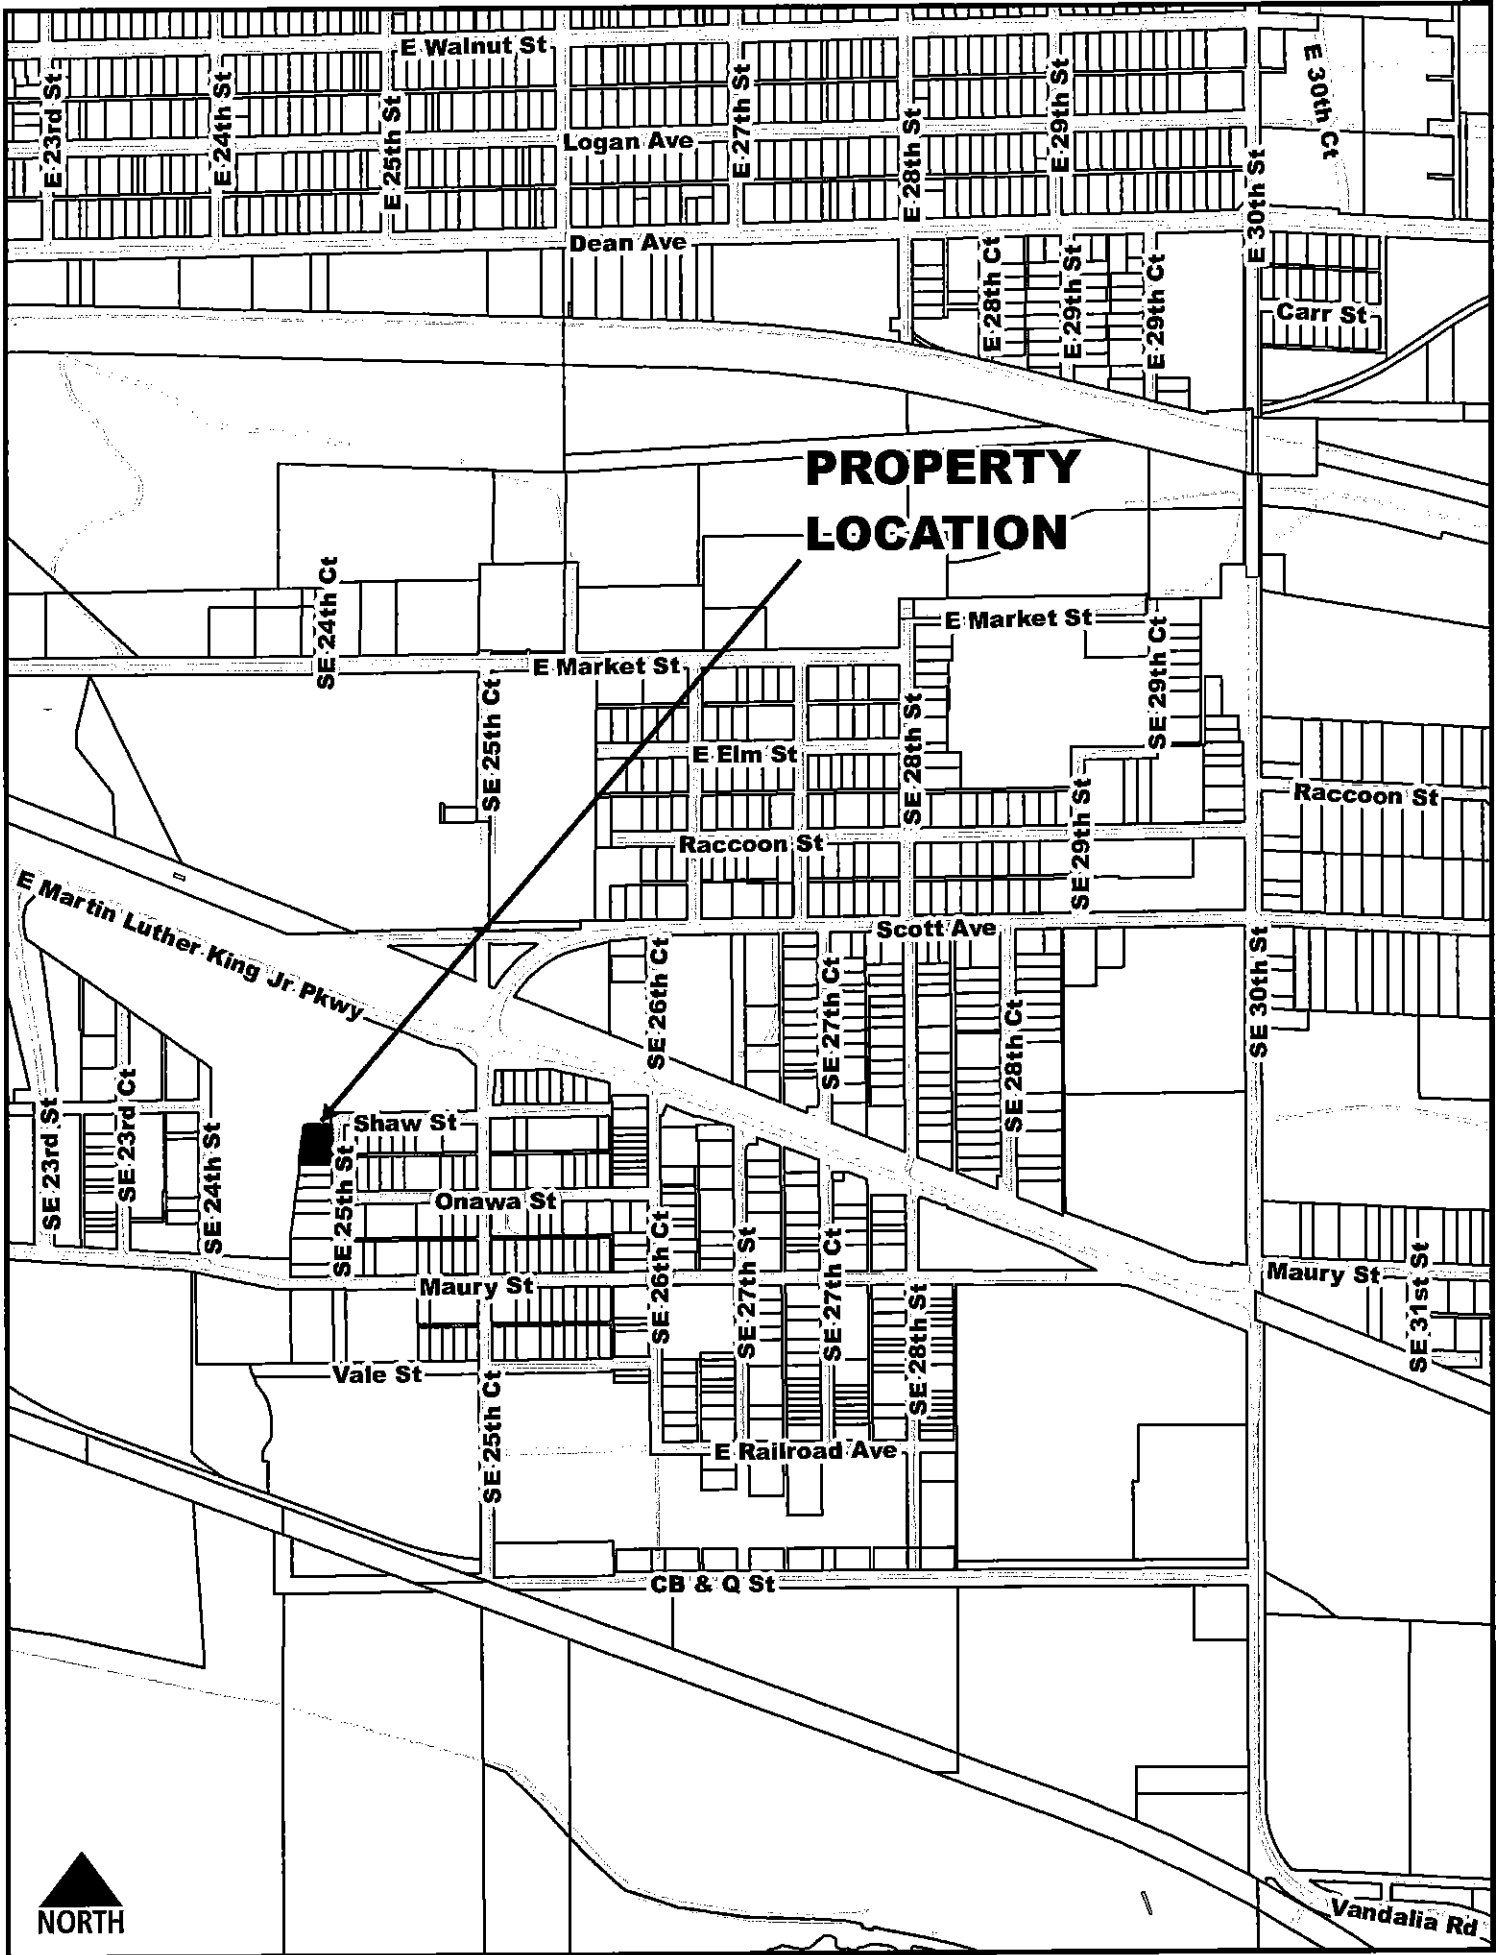 E Walnut St
E 30th Ct
E 23rd St
E 24th St
E 25th St
E 27th St
E 28th St
E 29th St
Logan Ave
E 30th St
Dean Ave
E 28th Ct
E 29th St
E 29th Ct
Carr St
PROPERTY
LOCATION
SE 24th Ct
E Market St
E Market St
SE 29th Ct
SE 25th Ct
SE 28th St
E Elm St
Raccoon St
SE 29th St
Raccoon St
E Martin Luther King Jr Pkwy
Scott Ave
SE 26th Ct
SE 27th Ct
SE 28th Ct
SE 30th St
SE 23rd St
SE 23rd Ct
SE 24th St
Shaw St
SE 25th St
Onawa St
SE 26th Ct
SE 27th St
SE 27th Ct
Maury St
SE 28th St
Maury St
SE 31st St
Vale St
SE 25th Ct
E Railroad Ave
CB & Q St
NORTH
Vandalia Rd